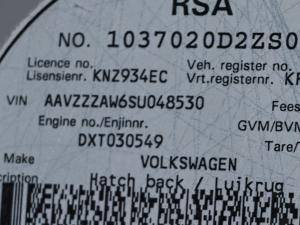 RSA
NO. 1037020D2ZS0
Licence no. Veh. register no.
Lisensienr. KNZ934EC Vrt.registernr.
VIN AAVZZZAW6SU048530 Fees
Engine no./Enjinnr. GVM/BVM
DXT030549 Tare/T
Make VOLKSWAGEN
cription Hatch back / Luikrug